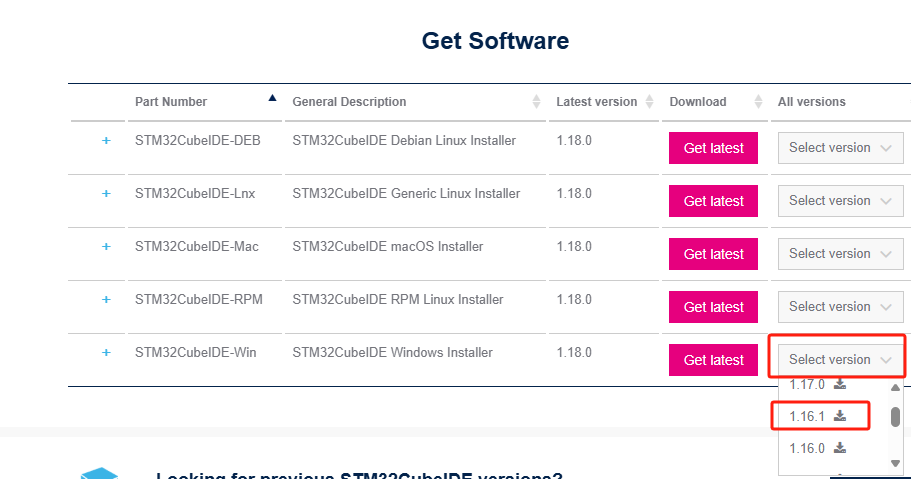 Get Software
Part Number General Description Latest version Download All versions
+ STM32CubeIDE-DEB STM32CubeIDE Debian Linux Installer 1.18.0 Get latest Select version
+ STM32CubeIDE-Lnx STM32CubeIDE Generic Linux Installer 1.18.0 Get latest Select version
+ STM32CubeIDE-Mac STM32CubeIDE macOS Installer 1.18.0 Get latest Select version
+ STM32CubeIDE-RPM STM32CubeIDE RPM Linux Installer 1.18.0 Get latest Select version
+ STM32CubeIDE-Win STM32CubeIDE Windows Installer 1.18.0 Get latest Select version
1.17.0
1.16.1
1.16.0
Looking for previous STM32CubeIDE versions?